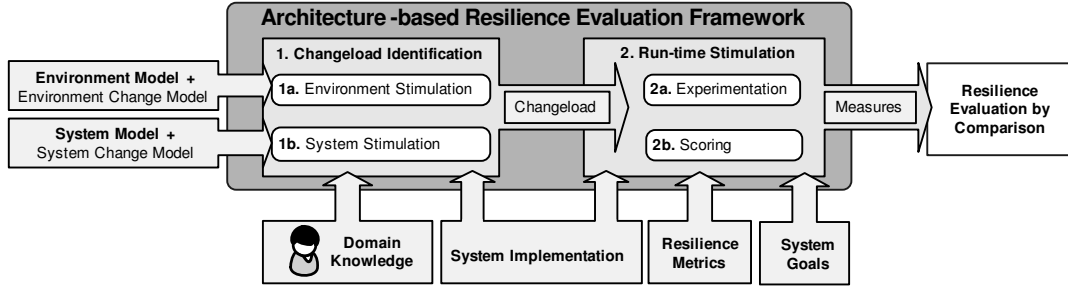 Architecture -based Resilience Evaluation Framework
1. Changeload Identification
2. Run-time Stimulation
Environment Model +
Environment Change Model
1a. Environment Stimulation
2a. Experimentation
Changeload
Measures
Resilience
Evaluation by
Comparison
System Model +
System Change Model
1b. System Stimulation
2b. Scoring
Domain
Knowledge
System Implementation
Resilience
Metrics
System
Goals